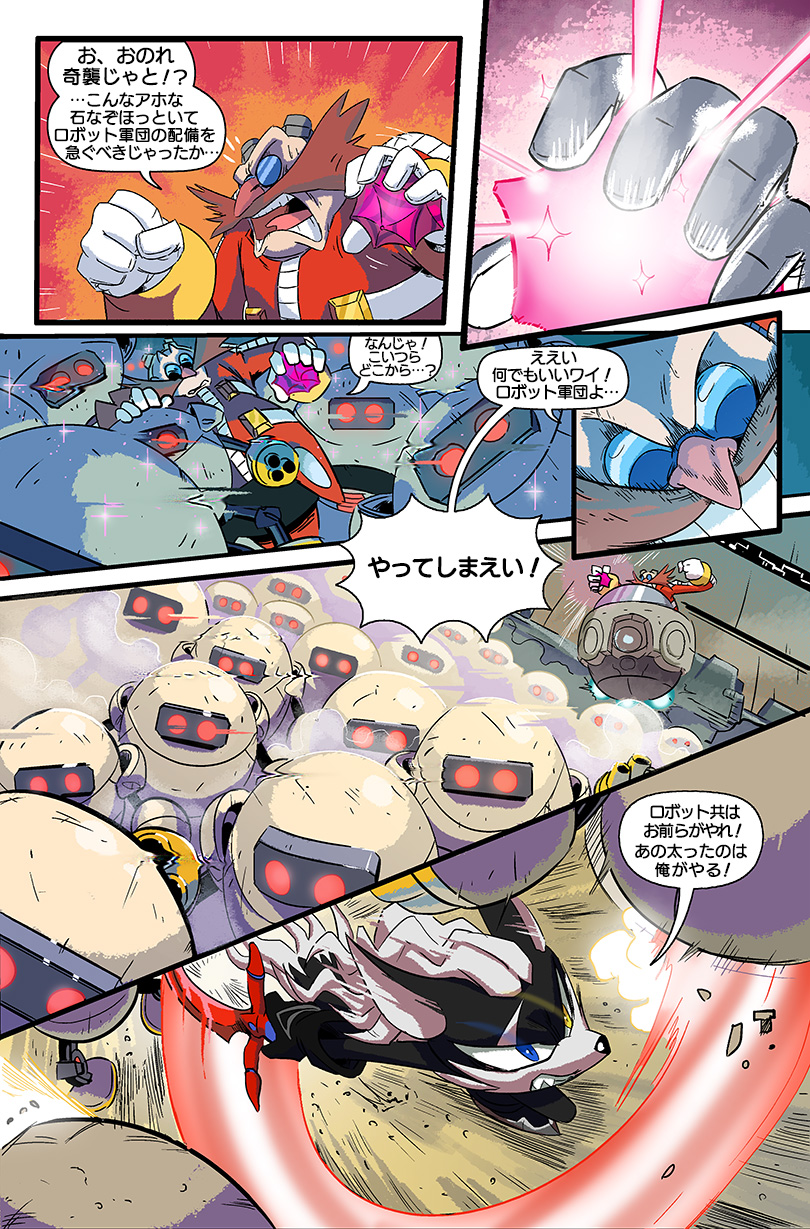 お、おのれ
奇襲じゃと!?
…こんなアホな
石なぞほっといて
ロボット軍団の配備を
急ぐべきじゃったか…
なんじゃ!
こいつら
どこから…?
ええい
何でもいいワイ!
ロボット軍団よ…
やってしまえい!
ロボット共は
お前らがやれ!
あの太ったのは
俺がやる!